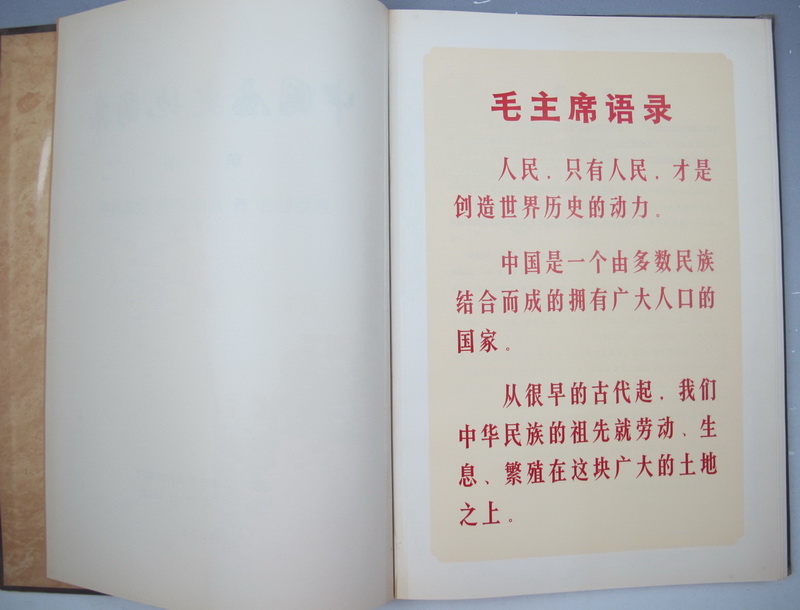 毛主席语录
人民，只有人民，才是
创造世界历史的动力。
中国是一个由多数民族
结合而成的拥有广大人口的
国家。
从很早的古代起，我们
中华民族的祖先就劳动、生
息、繁殖在这块广大的土地
之上。